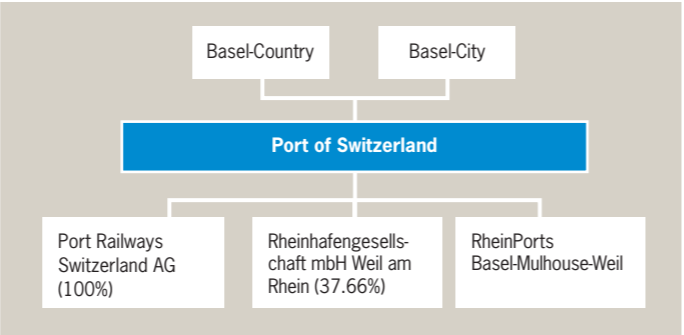 Basel-Country
Basel-City
Port of Switzerland
Port Railways
Switzerland AG
(100%)
Rheinhafengesells-
chaft mbH Weil am
Rhein (37.66%)
RheinPorts
Basel-Mulhouse-Weil